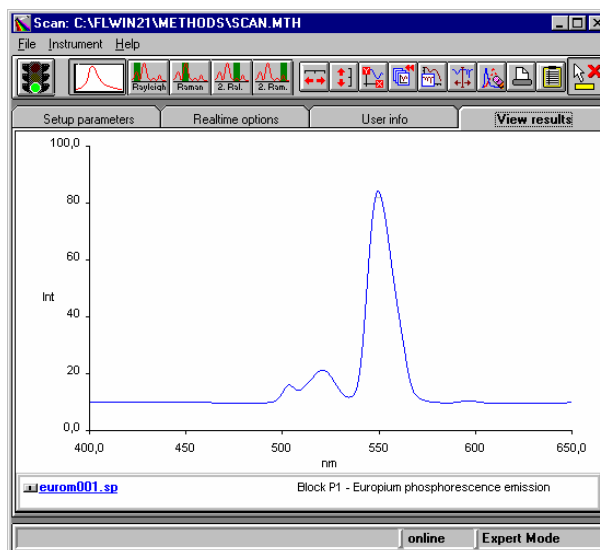 Scan: C:\FLWIN21\METHODS\SCAN.MTH
File Instrument Help
Rayleigh Raman 2. Ral. 2. Ram.
Setup parameters Realtime options User info View results
100,0
80
60
Int
40
20
0,0
400,0 450 500 550 600 650,0
nm
eurom001.sp Block P1 - Europium phosphorescence emission
online Expert Mode